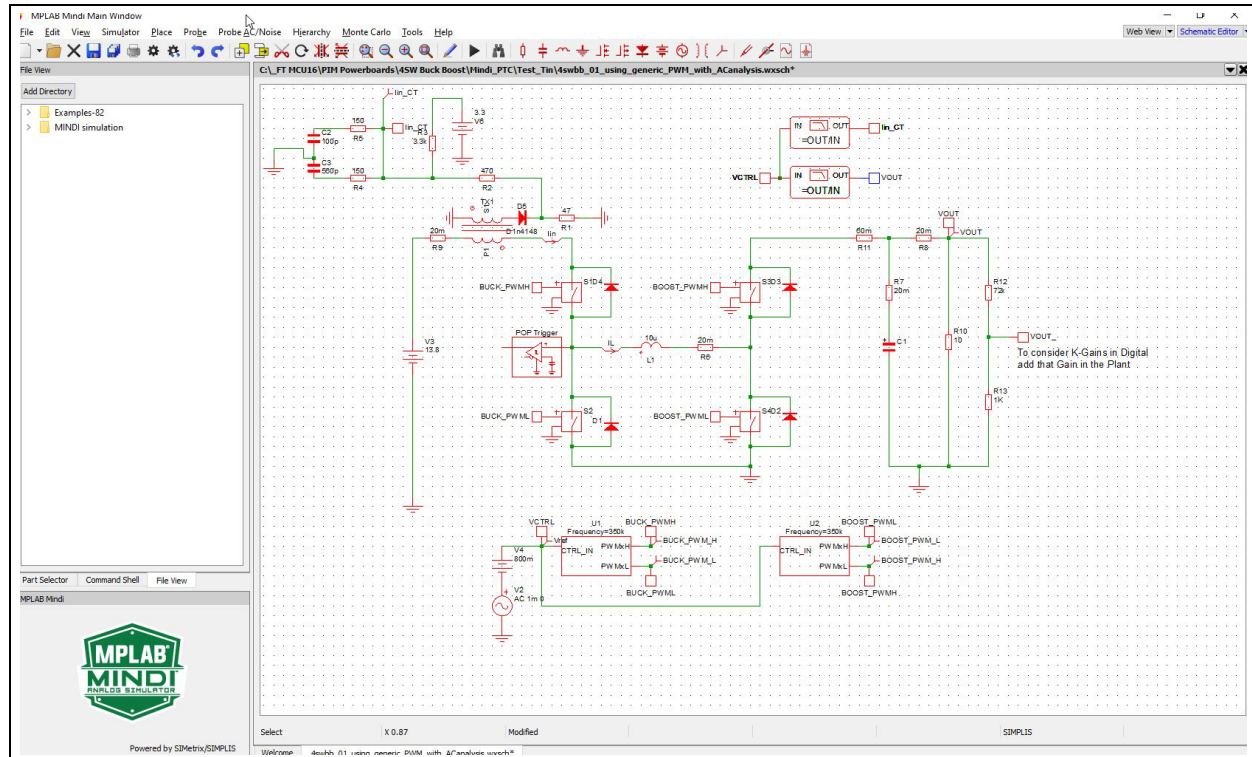 MPLAB Mindi Main Window
File Edit View Simulator Place Probe Probe AC/Noise Hierarchy Monte Carlo Tools Help
Web View Schematic Editor
File View
C:\_FT MCU16\PIM Powerboards\4SW Buck Boost\Mindi_PTC\Test_Tin\4swbb_01_using_generic_PWM_with_ACanalysis.wxsch*
Add Directory
Examples-82
MINDI simulation
Iin_CT
150
R5
C2
100p
Iin_CT
R3
3.3k
3.3
V6
C3
560p
150
R4
470
R2
IN OUT
=OUT/IN
Iin_CT
VCTRL
IN OUT
=OUT/IN
VOUT
TX1
S1
D5
D1n4148
47
R1
20m
R9
P1
Iin
60m
R11
20m
R8
VOUT
VOUT
BUCK_PWMH
S1 D4
BOOST_PWMH
S3 D3
R7
20m
R12
72k
V3
13.8
POP Trigger
IL
10u
L1
20m
R6
C1
R10
10
VOUT_
To consider K-Gains in Digital
add that Gain in the Plant
R13
1K
BUCK_PWML
S2
D1
BOOST_PWML
S4 D2
VCTRL
Vref
U1
Frequency=350k
CTRL_IN
PWMxH
PWMxL
BUCK_PWMH
BUCK_PWM_H
BUCK_PWM_L
BUCK_PWML
U2
Frequency=350k
CTRL_IN
PWMxH
PWMxL
BOOST_PWML
BOOST_PWM_L
BOOST_PWM_H
BOOST_PWMH
V4
800m
V2
AC 1m 0
Part Selector Command Shell File View
MPLAB Mindi
MPLAB
MINDI
ANALOG SIMULATOR
Powered by SIMetrix/SIMPLIS
Select X 0.87 Modified SIMPLIS
Welcome 4swbb_01_using_generic_PWM_with_ACanalysis.wxsch*